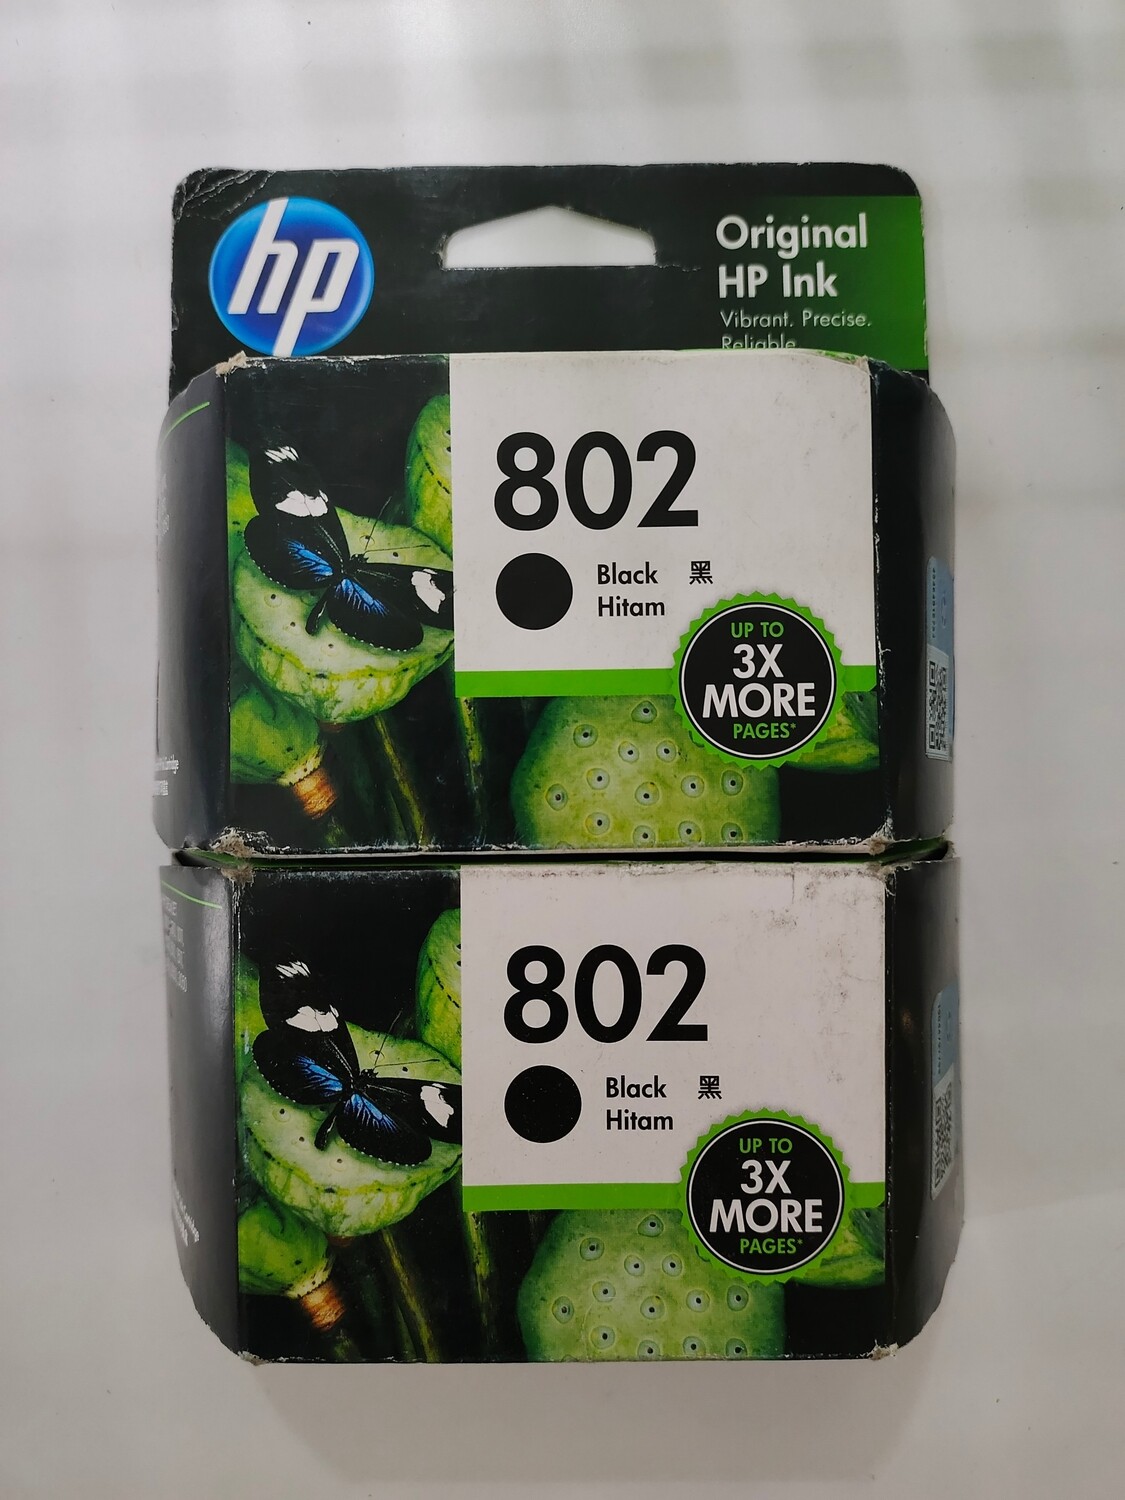 hp
Original
HP Ink
Vibrant. Precise.
Reliable
802
Black 黑
Hitam
UP TO
3X
MORE
PAGES*
802
Black 黑
Hitam
UP TO
3X
MORE
PAGES*